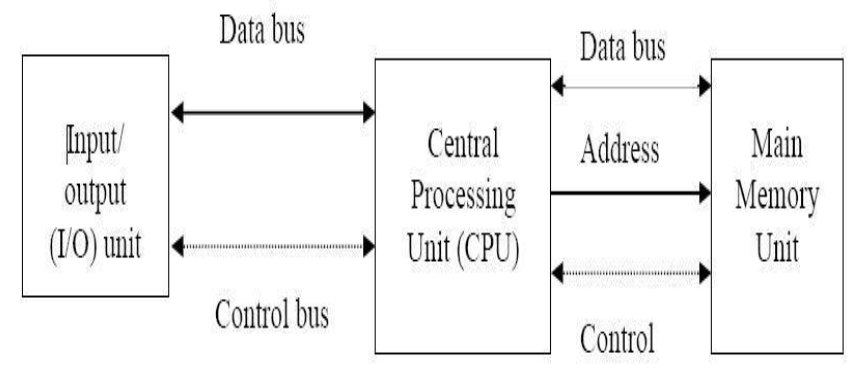 Data bus
Data bus
Input/
output
(I/O) unit
Central
Processing
Unit (CPU)
Address
Main
Memory
Unit
Control bus
Control